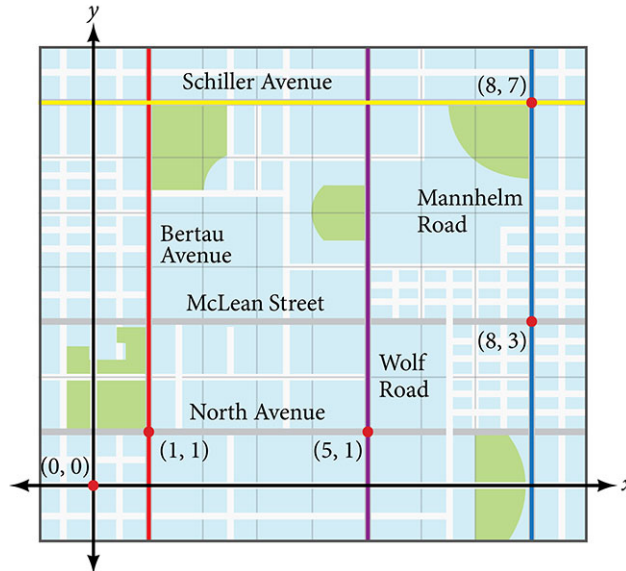 y
Schiller Avenue
(8, 7)
Mannhelm
Road
Bertau
Avenue
McLean Street
(8, 3)
Wolf
Road
North Avenue
(0, 0)
(1, 1)
(5, 1)
x